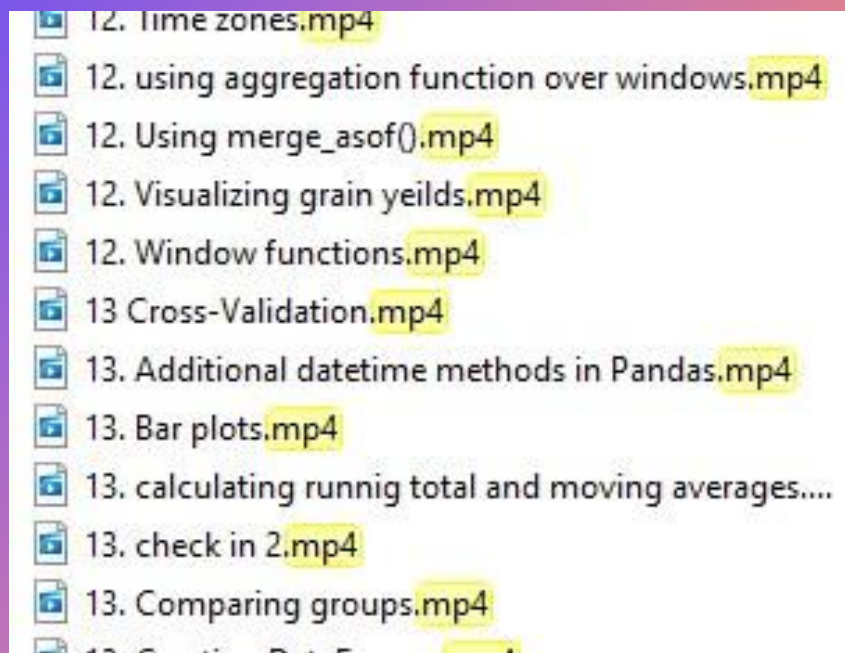 12. Time zones.mp4
12. using aggregation function over windows.mp4
12. Using merge_asof().mp4
12. Visualizing grain yeilds.mp4
12. Window functions.mp4
13 Cross-Validation.mp4
13. Additional datetime methods in Pandas.mp4
13. Bar plots.mp4
13. calculating runnig total and moving averages....
13. check in 2.mp4
13. Comparing groups.mp4